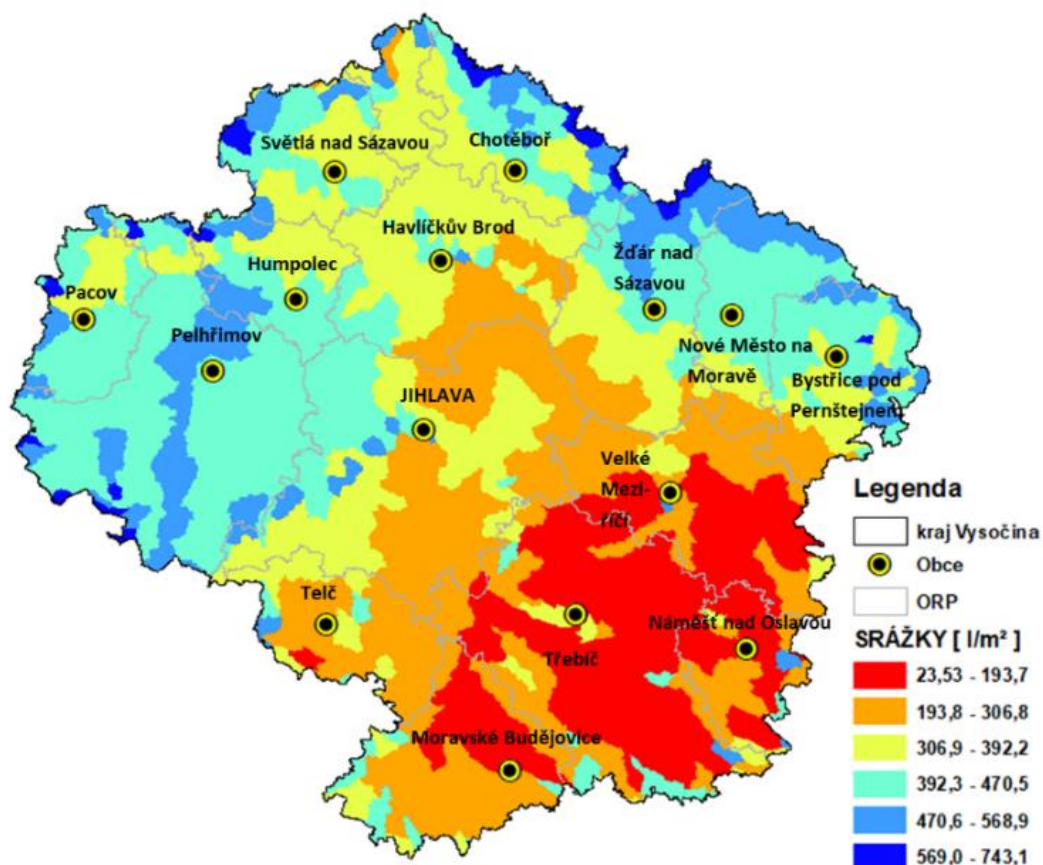 Světlá nad Sázavou
Chotěboř
Havlíčkův Brod
Humpolec
Žďár nad
Sázavou
Pacov
Pelhřimov
Nové Město na
Moravě
Bystřice pod
Pernštejnem
JIHLAVA
Velké
Mezi-
říčí
Telč
Třebíč
Náměšť nad Oslavou
Moravské Budějovice
Legenda
kraj Vysočina
Obce
ORP
SRÁŽKY [ l/m² ]
23,53 - 193,7
193,8 - 306,8
306,9 - 392,2
392,3 - 470,5
470,6 - 568,9
569,0 - 743,1